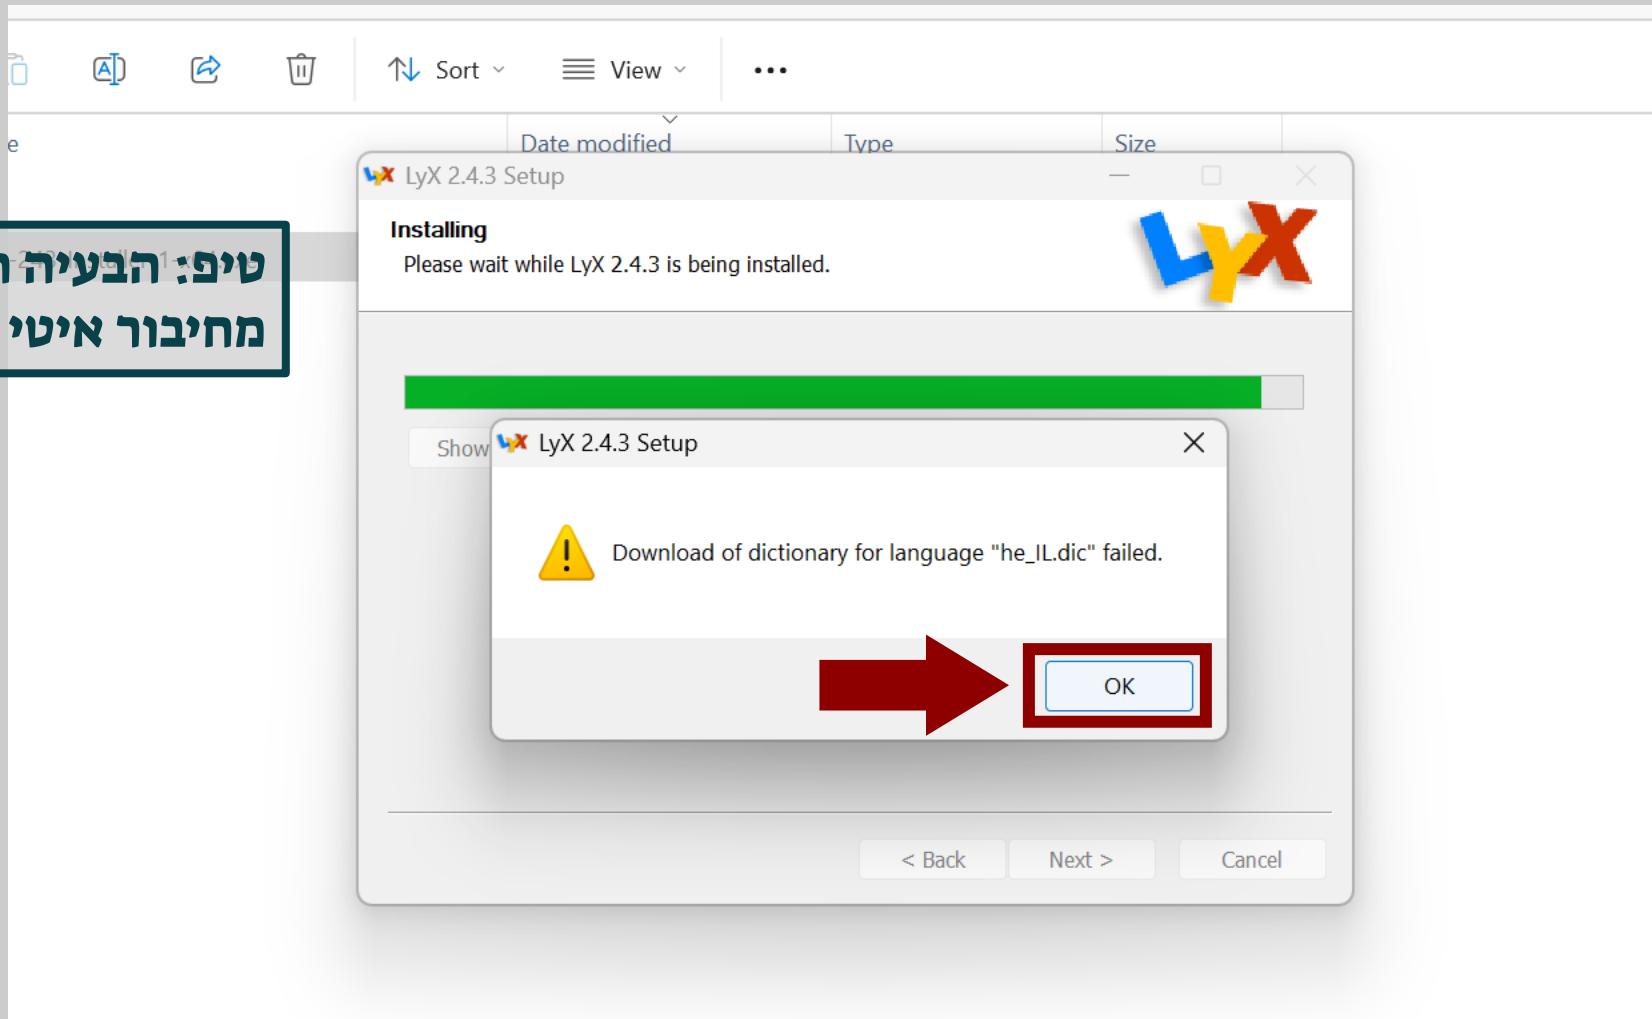 Sort
View
e
Date modified
Type
Size
LyX 2.4.3 Setup
Installing
Please wait while LyX 2.4.3 is being installed.
LyX
טיפ: הבעיה
מחיבור איטי
Show
LyX 2.4.3 Setup
Download of dictionary for language "he_IL.dic" failed.
OK
< Back
Next >
Cancel